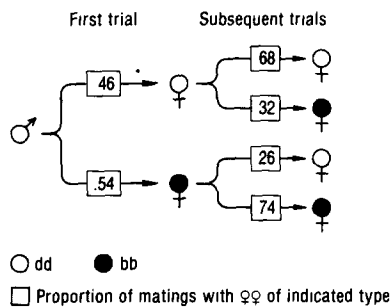 First trial Subsequent trials
46 68
32
.54 26
74
dd bb
Proportion of matings with ♀♀ of indicated type